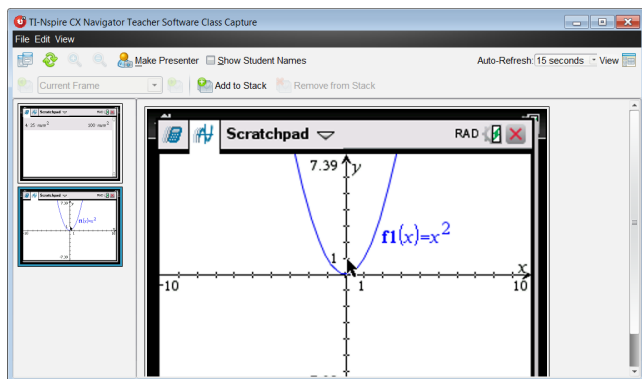 TI-Nspire CX Navigator Teacher Software Class Capture
File Edit View
Make Presenter Show Student Names Auto-Refresh: 15 seconds View
Current Frame Add to Stack Remove from Stack
Scratchpad
Scratchpad RAD
7.39 y
f1(x)=x²
1
x
-10 1 10
Scratchpad